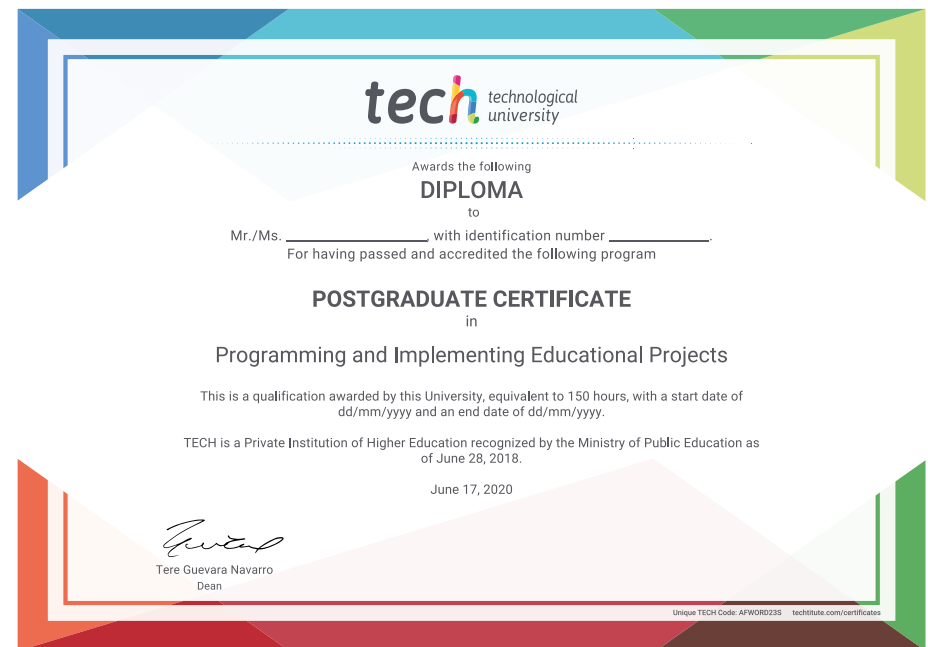 tech technological
university
Awards the following
DIPLOMA
to
Mr./Ms. ____________________, with identification number ______________.
For having passed and accredited the following program
POSTGRADUATE CERTIFICATE
in
Programming and Implementing Educational Projects
This is a qualification awarded by this University, equivalent to 150 hours, with a start date of
dd/mm/yyyy and an end date of dd/mm/yyyy.
TECH is a Private Institution of Higher Education recognized by the Ministry of Public Education as
of June 28, 2018.
June 17, 2020
Tere Guevara Navarro
Dean
Unique TECH Code: AFWORD23S techtitute.com/certificates